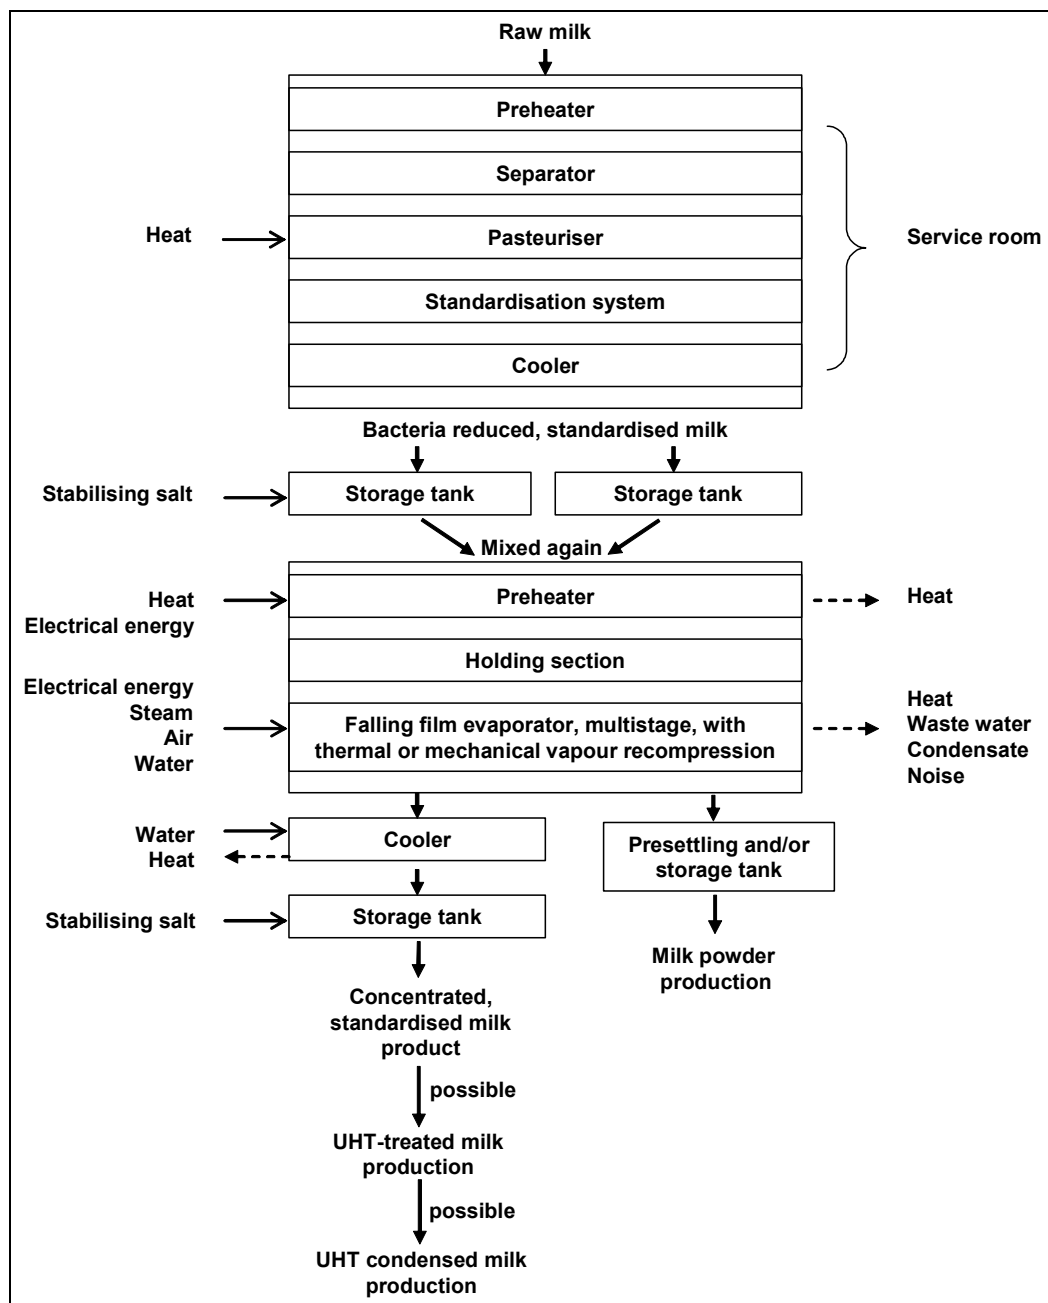 Raw milk
Preheater
Separator
Heat
Pasteuriser
Service room
Standardisation system
Cooler
Bacteria reduced, standardised milk
Stabilising salt
Storage tank
Storage tank
Mixed again
Heat
Electrical energy
Preheater
Heat
Holding section
Electrical energy
Steam
Air
Water
Falling film evaporator, multistage, with
thermal or mechanical vapour recompression
Heat
Waste water
Condensate
Noise
Water
Heat
Cooler
Presettling and/or
storage tank
Stabilising salt
Storage tank
Milk powder
production
Concentrated,
standardised milk
product
possible
UHT-treated milk
production
possible
UHT condensed milk
production